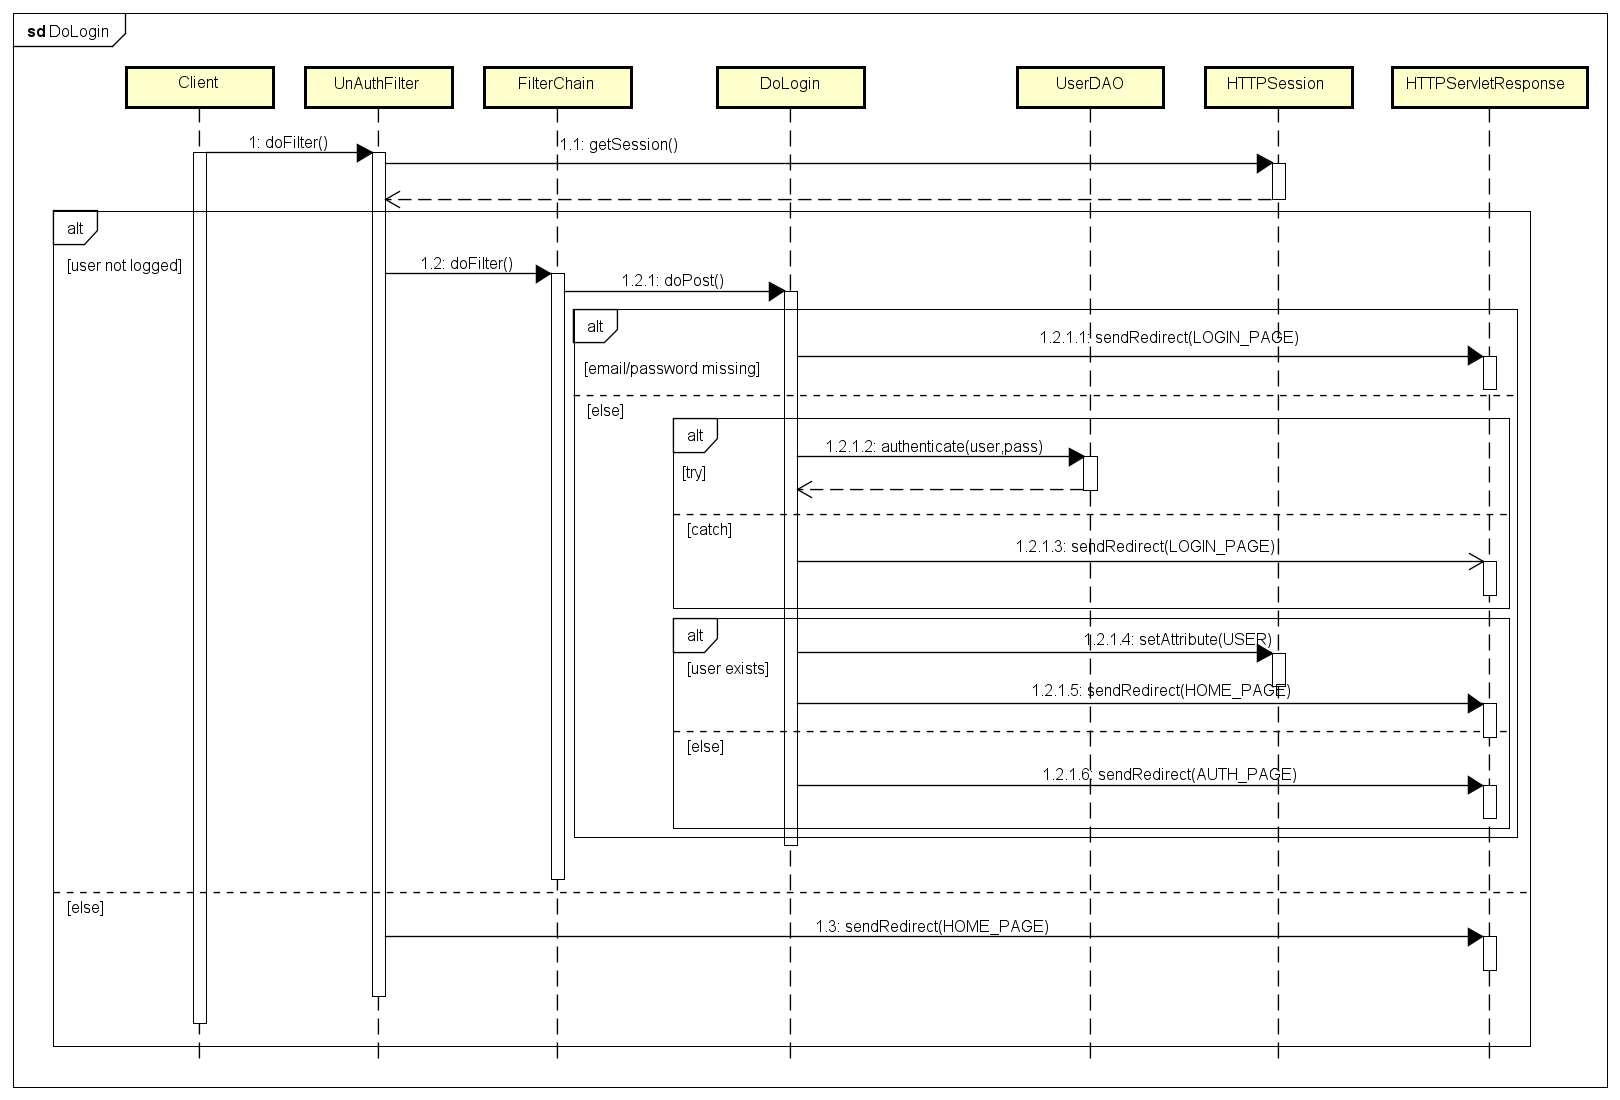 sd DoLogin
Client
UnAuthFilter
FilterChain
DoLogin
UserDAO
HTTPSession
HTTPServletResponse
1: doFilter()
1.1: getSession()
alt
[user not logged]
1.2: doFilter()
1.2.1: doPost()
alt
1.2.1.1: sendRedirect(LOGIN_PAGE)
[email/password missing]
[else]
alt
1.2.1.2: authenticate(user,pass)
[try]
[catch]
1.2.1.3: sendRedirect(LOGIN_PAGE)
alt
1.2.1.4: setAttribute(USER)
[user exists]
1.2.1.5: sendRedirect(HOME_PAGE)
[else]
1.2.1.6: sendRedirect(AUTH_PAGE)
[else]
1.3: sendRedirect(HOME_PAGE)